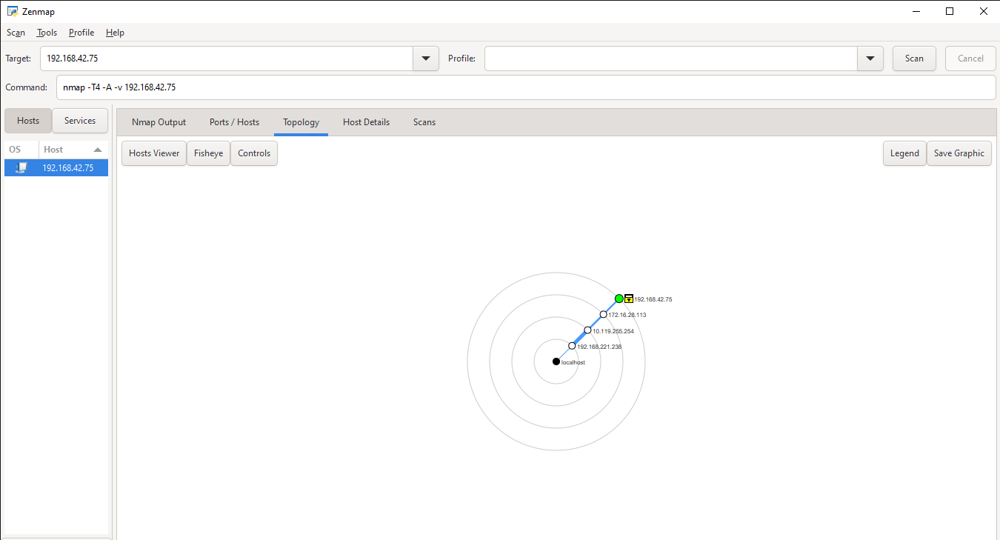 Zenmap
Scan Tools Profile Help
Target: 192.168.42.75 Profile: Scan Cancel
Command: nmap -T4 -A -v 192.168.42.75
Hosts Services Nmap Output Ports / Hosts Topology Host Details Scans
OS Host Hosts Viewer Fisheye Controls Legend Save Graphic
192.168.42.75
192.168.42.75
172.16.28.113
10.119.255.254
192.168.221.238
localhost